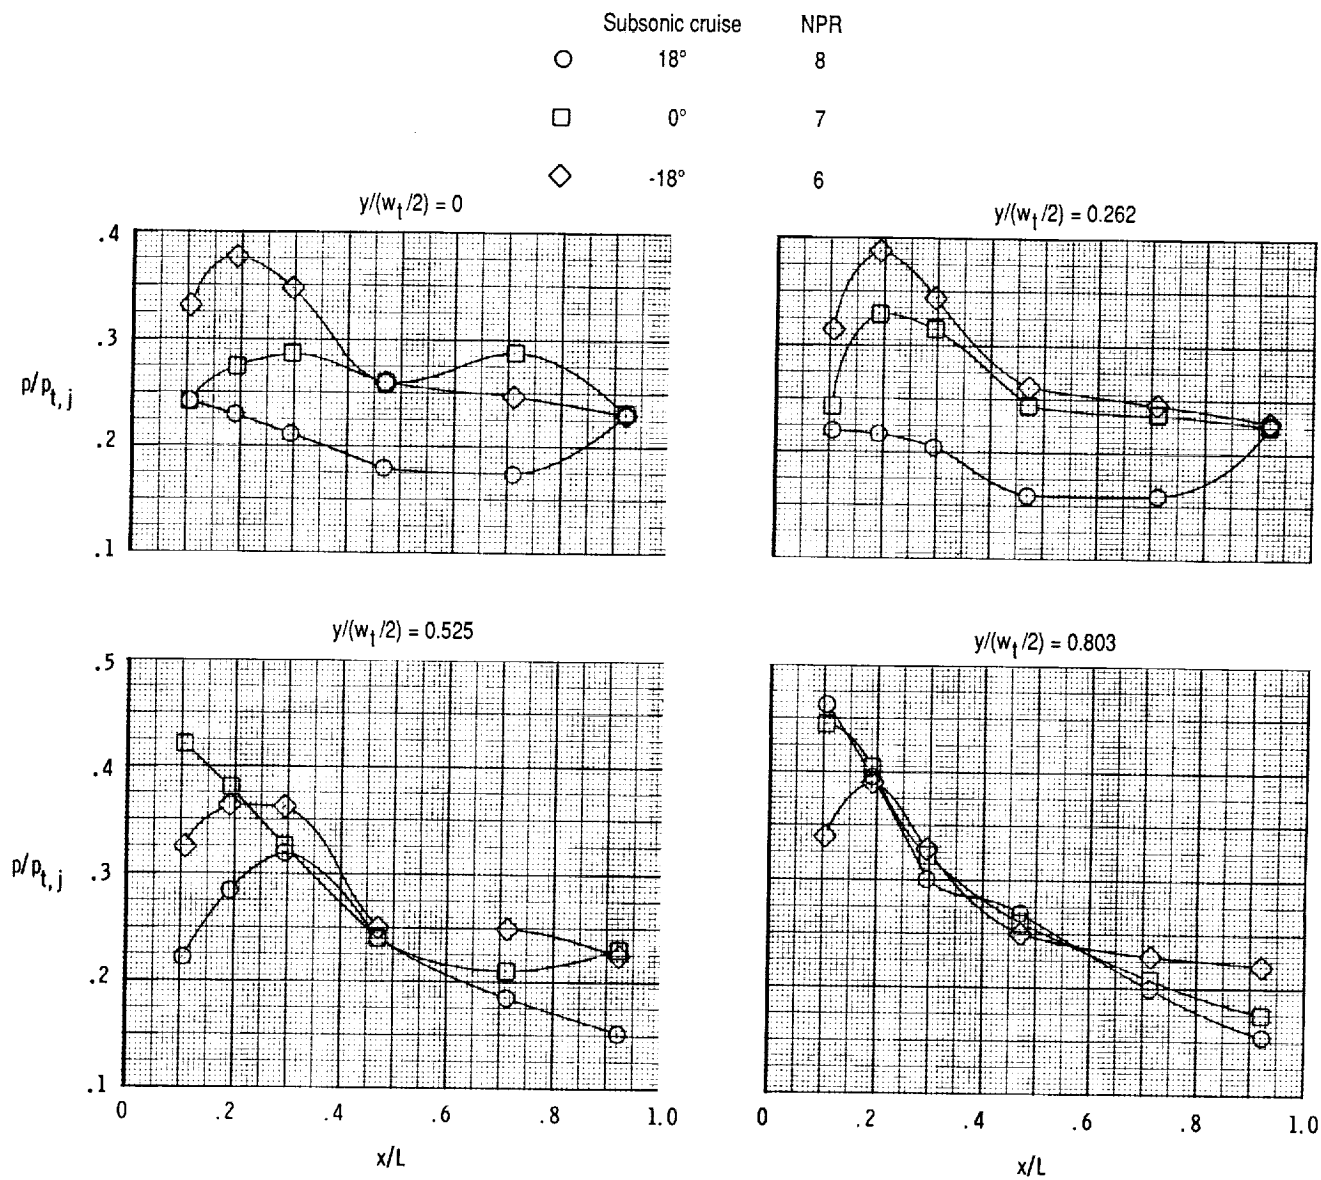 Subsonic cruise NPR
18° 8
0° 7
-18° 6
y/(wt/2) = 0
y/(wt/2) = 0.262
.4
.3
p/pt, j
.2
.1
y/(wt/2) = 0.525
y/(wt/2) = 0.803
.5
.4
p/pt, j
.3
.2
.1
0 .2 .4 .6 .8 1.0
0 .2 .4 .6 .8 1.0
x/L
x/L